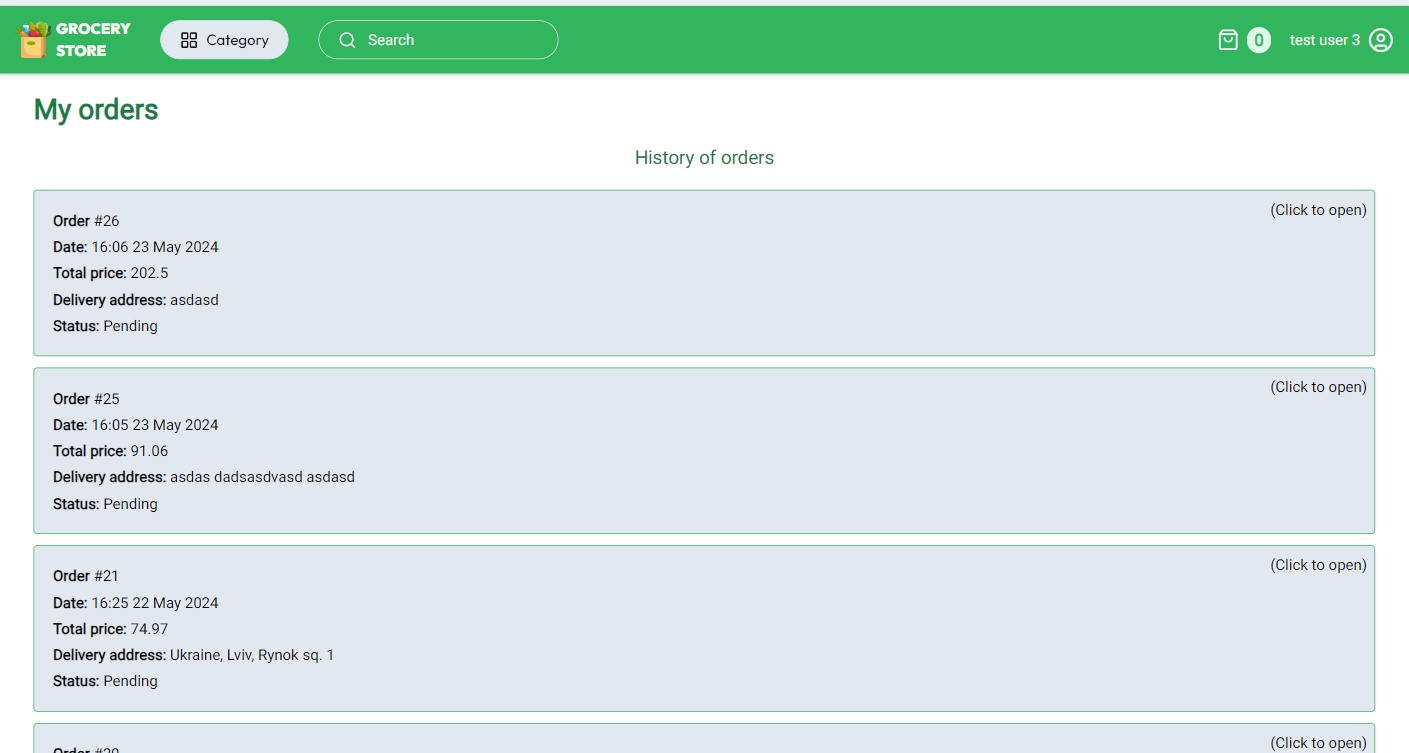 GROCERY
STORE
Category
Search
0
test user 3
My orders
History of orders
(Click to open)
Order #26
Date: 16:06 23 May 2024
Total price: 202.5
Delivery address: asdasd
Status: Pending
(Click to open)
Order #25
Date: 16:05 23 May 2024
Total price: 91.06
Delivery address: asdas dadsasdvasd asdasd
Status: Pending
(Click to open)
Order #21
Date: 16:25 22 May 2024
Total price: 74.97
Delivery address: Ukraine, Lviv, Rynok sq. 1
Status: Pending
(Click to open)
Order